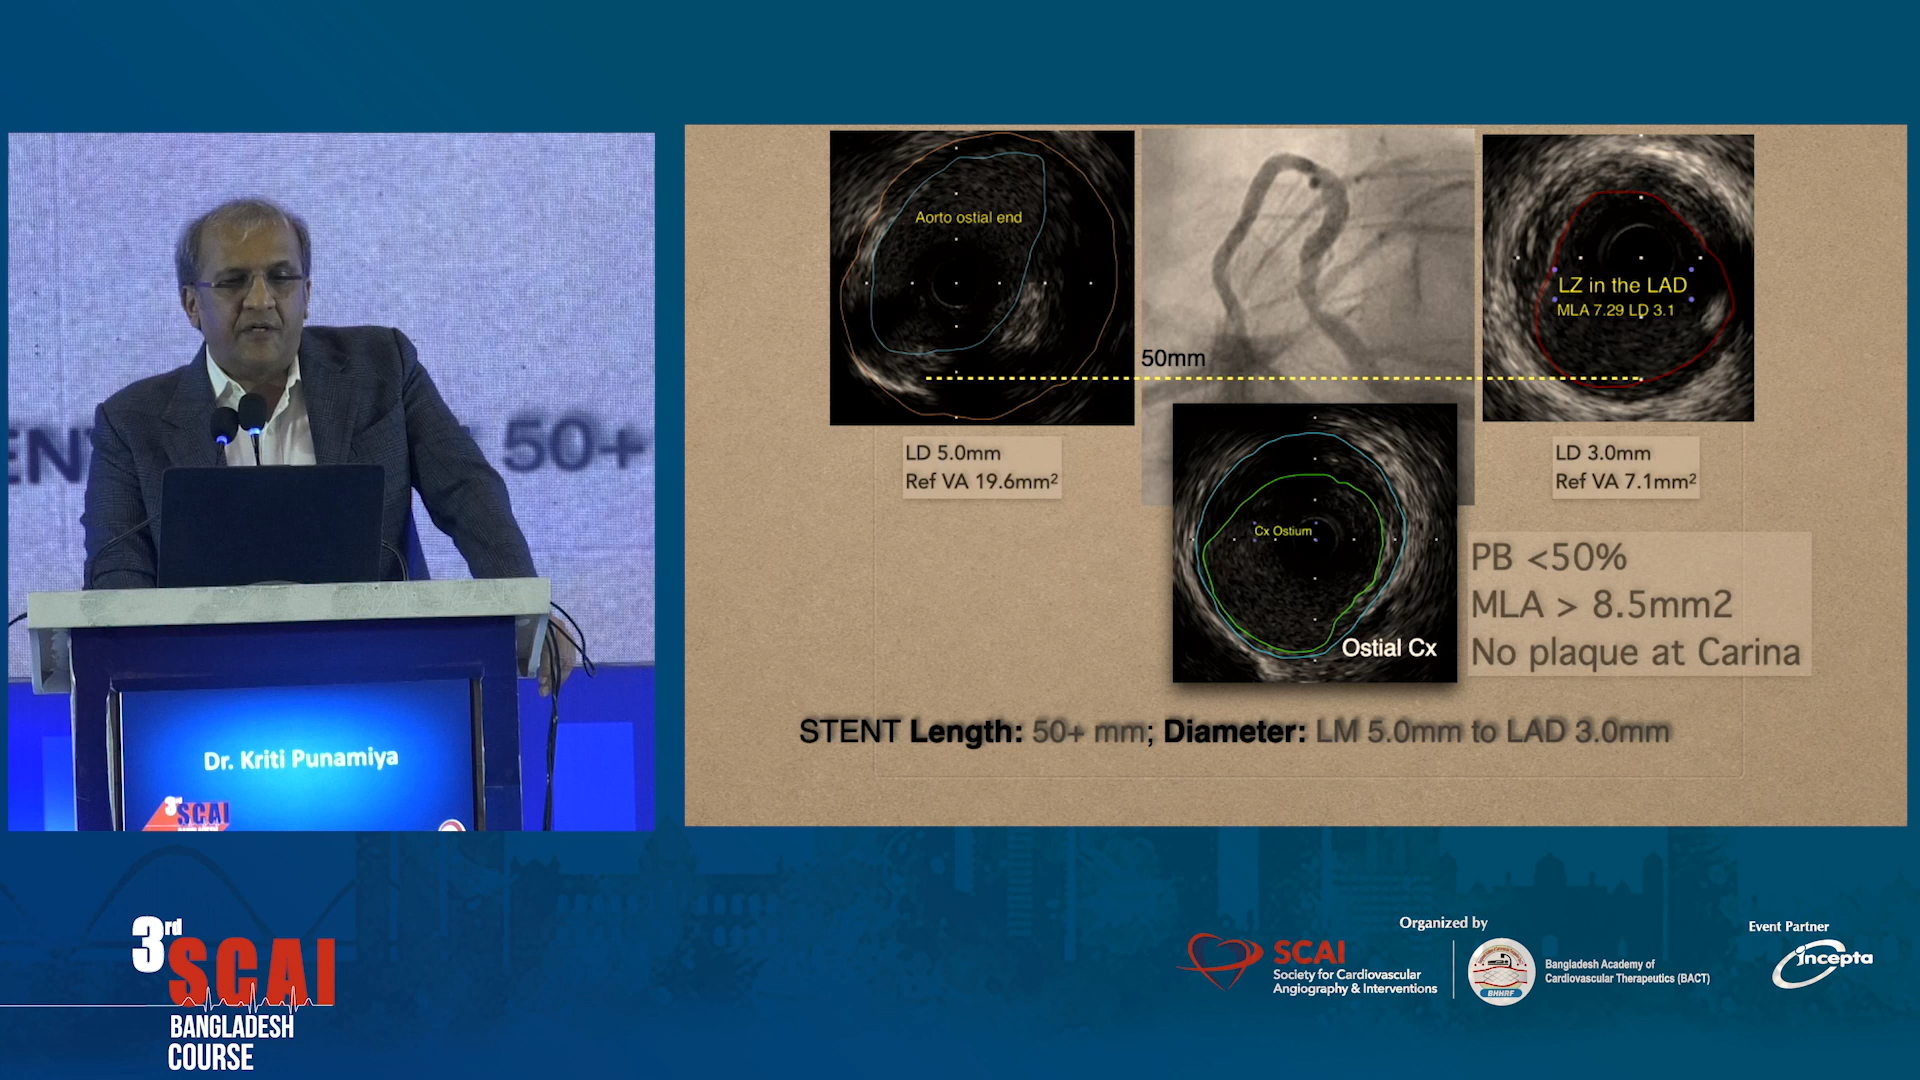 EN
50+
Dr. Kriti Punamiya
3rd
SCAI
Aorto ostial end
LZ in the LAD
MLA 7.29 LD 3.1
50mm
LD 5.0mm
Ref VA 19.6mm²
LD 3.0mm
Ref VA 7.1mm²
Cx Ostium
Ostial Cx
PB <50%
MLA > 8.5mm2
No plaque at Carina
STENT Length: 50+ mm; Diameter: LM 5.0mm to LAD 3.0mm
3rd
SCAI
BANGLADESH
COURSE
Organized by
SCAI
Society for Cardiovascular
Angiography & Interventions
BHHRF
Bangladesh Academy of
Cardiovascular Therapeutics (BACT)
Event Partner
incepta